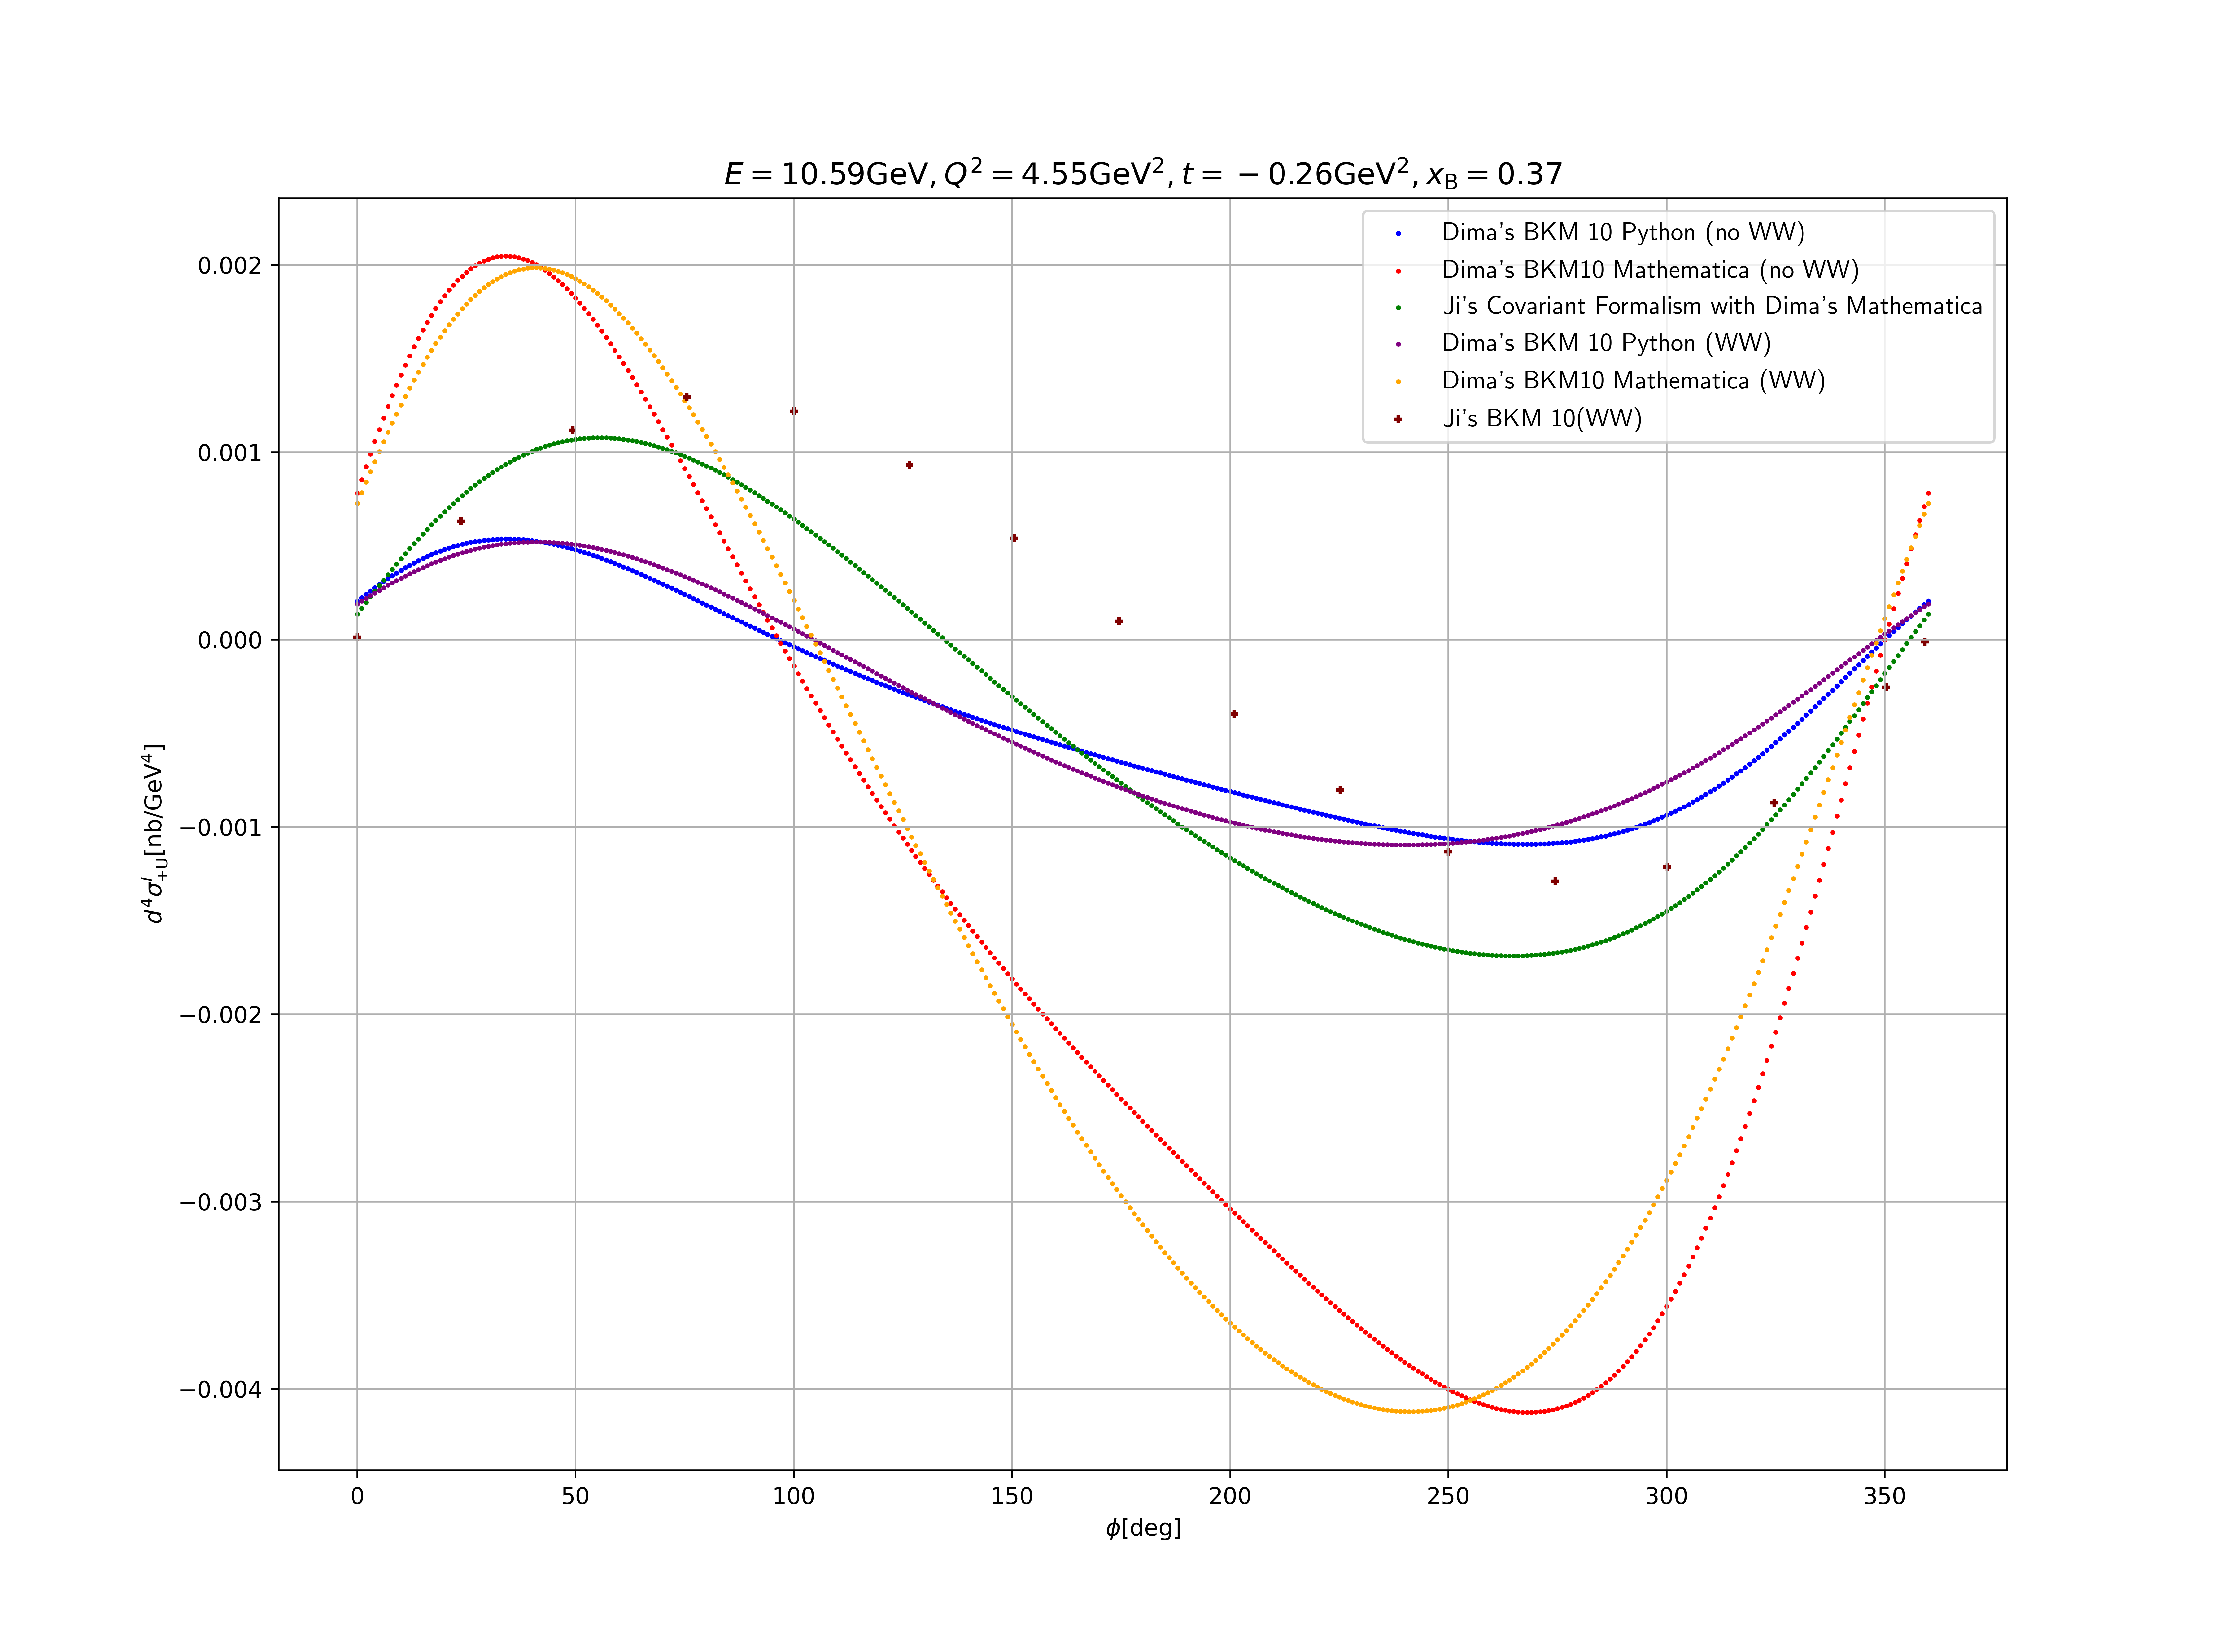 E = 10.59GeV, Q² = 4.55GeV², t = −0.26GeV², x_B = 0.37
Dima's BKM 10 Python (no WW)
Dima's BKM10 Mathematica (no WW)
Ji's Covariant Formalism with Dima's Mathematica
Dima's BKM 10 Python (WW)
Dima's BKM10 Mathematica (WW)
Ji's BKM 10(WW)
d⁴σ^I_{+U}[nb/GeV⁴]
0.002
0.001
0.000
−0.001
−0.002
−0.003
−0.004
0 50 100 150 200 250 300 350
ϕ[deg]